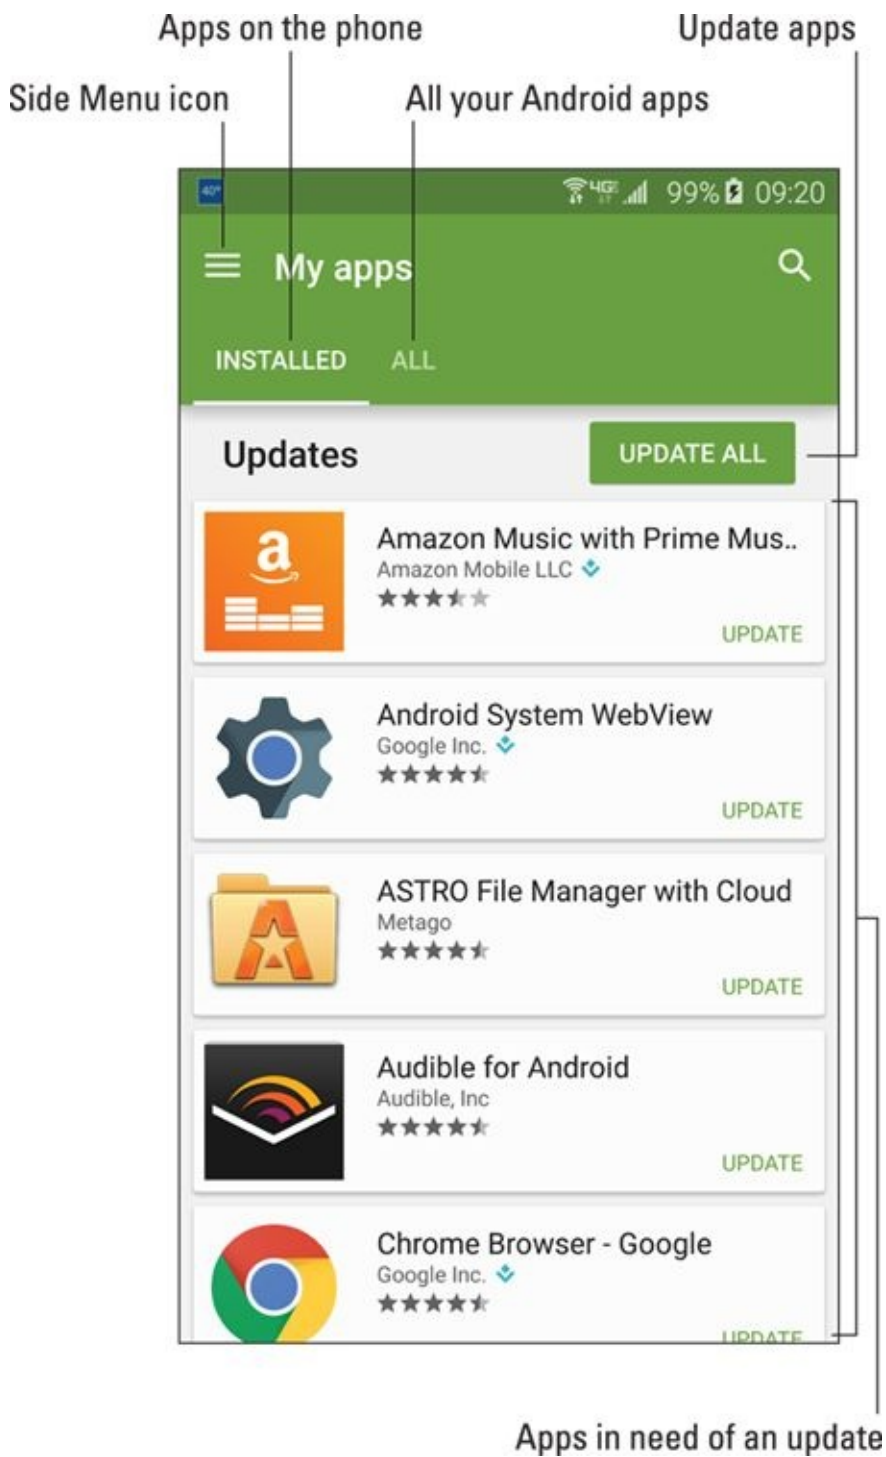 Apps on the phone
Update apps
Side Menu icon
All your Android apps
40°
4GE
99%
09:20
My apps
INSTALLED
ALL
Updates
UPDATE ALL
a
Amazon Music with Prime Mus..
Amazon Mobile LLC
UPDATE
Android System WebView
Google Inc.
UPDATE
A
ASTRO File Manager with Cloud
Metago
UPDATE
Audible for Android
Audible, Inc
UPDATE
Chrome Browser - Google
Google Inc.
UPDATE
Apps in need of an update